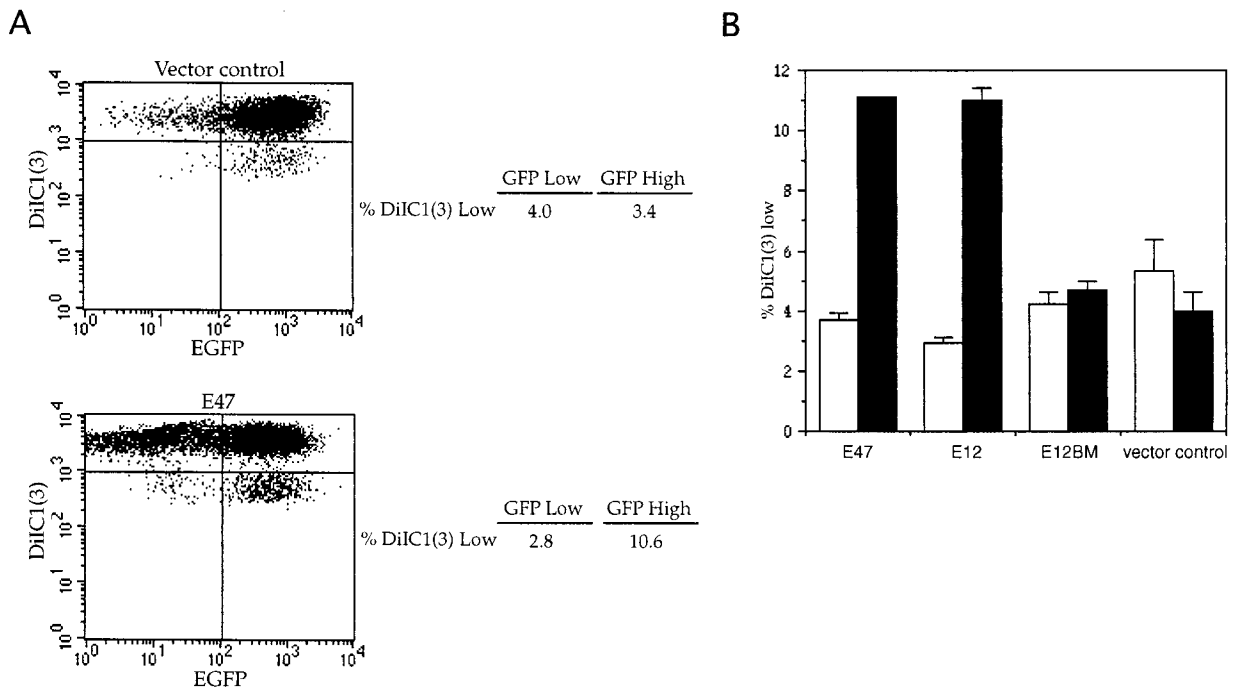 A
Vector control
10^4
10^3
10^2
10^1
10^0
DiIC1(3)
10^0 10^1 10^2 10^3 10^4
EGFP
GFP Low GFP High
% DiIC1(3) Low 4.0 3.4
E47
10^4
10^3
10^2
10^1
10^0
DiIC1(3)
10^0 10^1 10^2 10^3 10^4
EGFP
GFP Low GFP High
% DiIC1(3) Low 2.8 10.6
B
12
10
8
6
4
2
0
% DiIC1(3) low
E47 E12 E12BM vector control